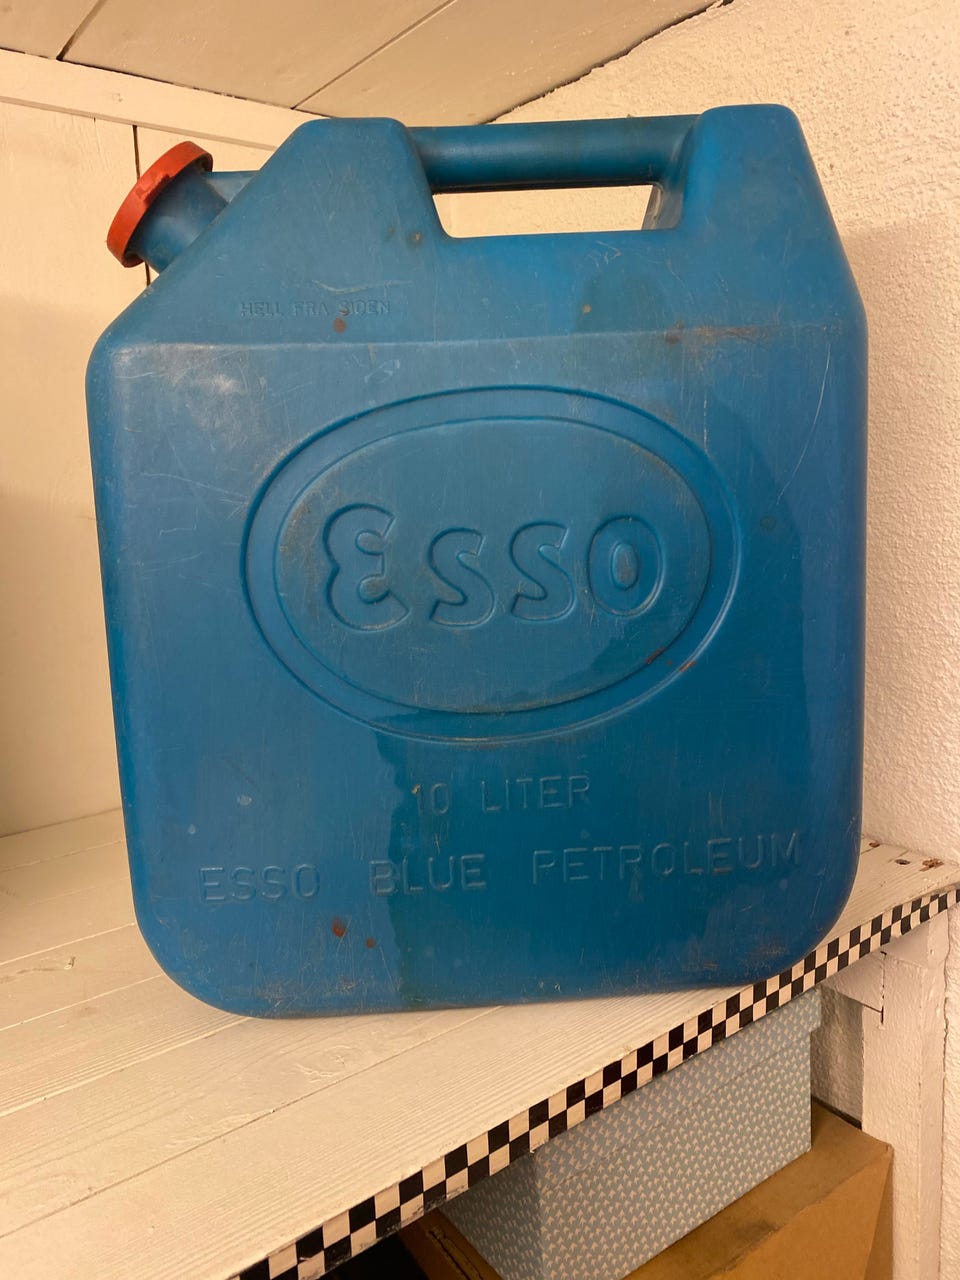 HELL FRA SIDEN
Esso
10 LITER
ESSO BLUE PETROLEUM